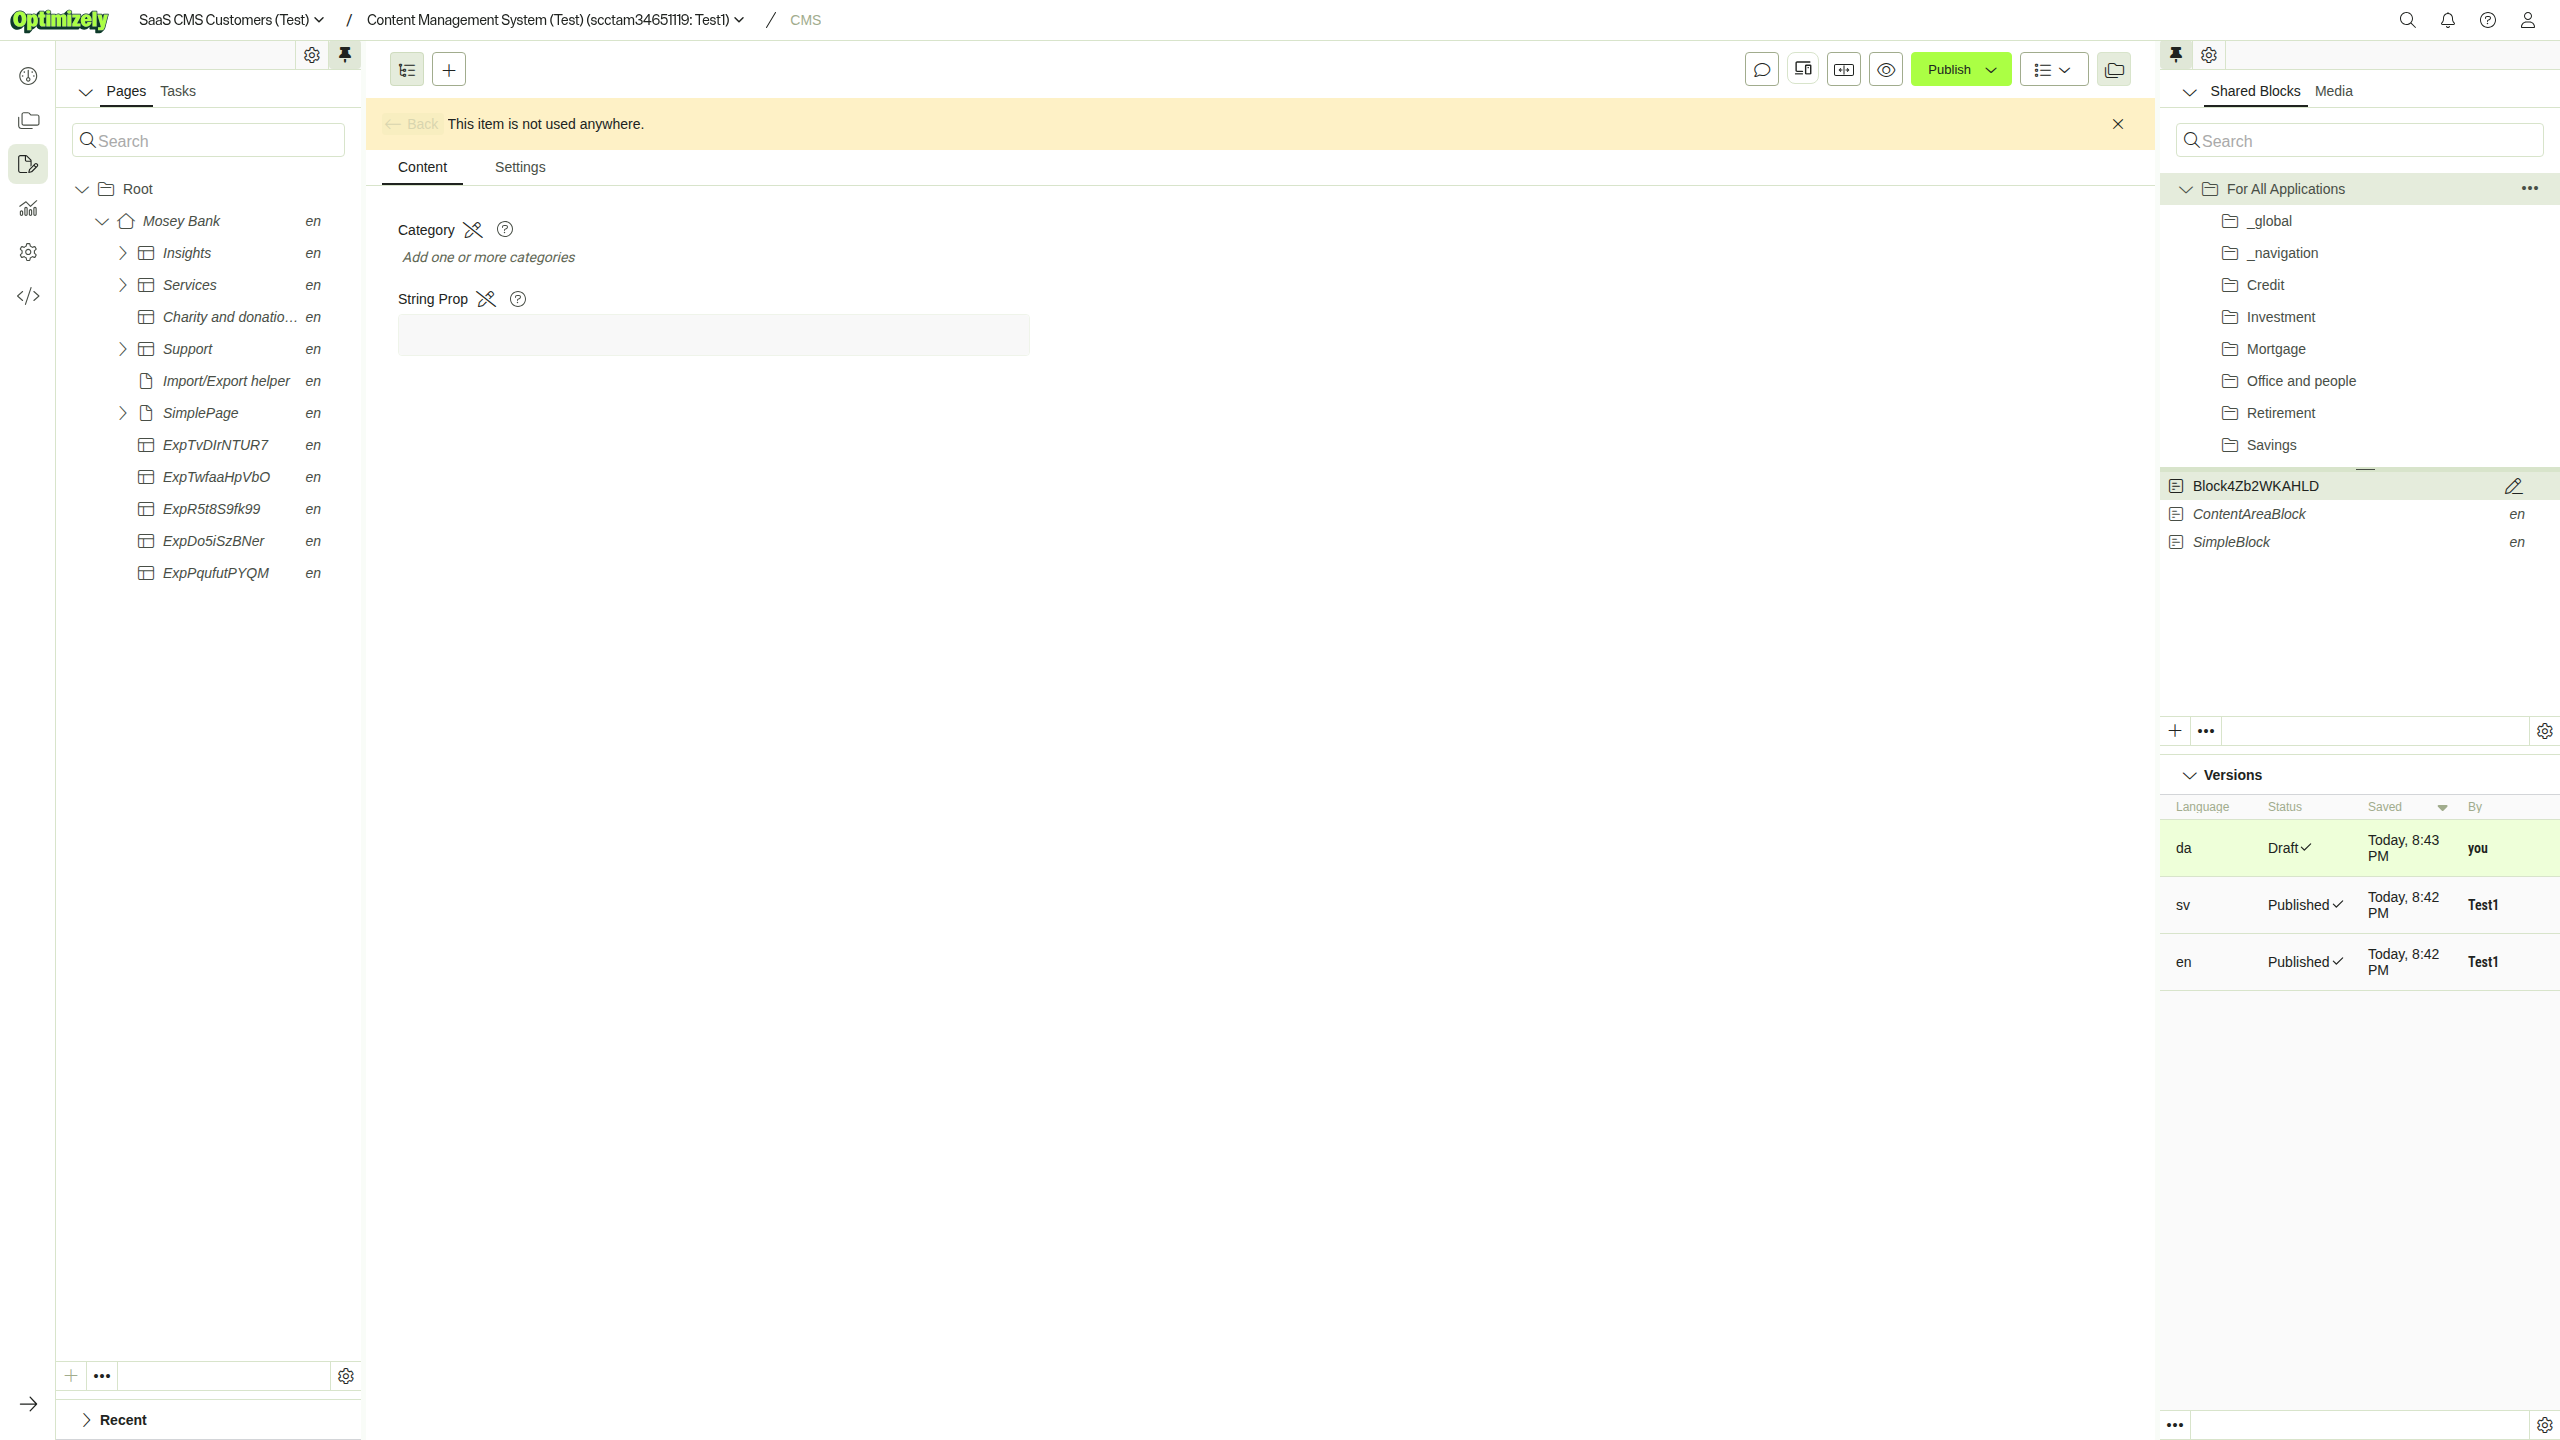 Optimizely
SaaS CMS Customers (Test)
/
Content Management System (Test) (scctam34651119: Test1)
/
CMS
Pages
Tasks
Search
Root
Mosey Bank en
Insights en
Services en
Charity and donatio... en
Support en
Import/Export helper en
SimplePage en
ExpTvDIrNTUR7 en
ExpTwfaaHpVbO en
ExpR5t8S9fk99 en
ExpDo5iSzBNer en
ExpPqufutPYQM en
Recent
Publish
Back This item is not used anywhere.
Content
Settings
Category
Add one or more categories
String Prop
Shared Blocks
Media
Search
For All Applications
_global
_navigation
Credit
Investment
Mortgage
Office and people
Retirement
Savings
Block4Zb2WKAHLD
ContentAreaBlock en
SimpleBlock en
Versions
Language Status Saved By
da Draft Today, 8:43 PM you
sv Published Today, 8:42 PM Test1
en Published Today, 8:42 PM Test1